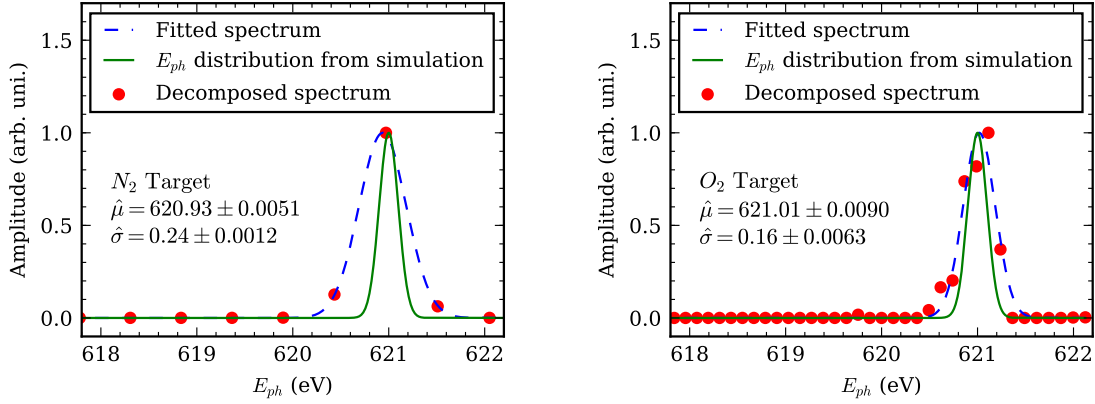 Fitted spectrum
E_ph distribution from simulation
Decomposed spectrum
N_2 Target
μ̂ = 620.93 ± 0.0051
σ̂ = 0.24 ± 0.0012
1.5
1.0
0.5
0.0
Amplitude (arb. uni.)
618 619 620 621 622
E_ph (eV)
Fitted spectrum
E_ph distribution from simulation
Decomposed spectrum
O_2 Target
μ̂ = 621.01 ± 0.0090
σ̂ = 0.16 ± 0.0063
1.5
1.0
0.5
0.0
Amplitude (arb. uni.)
618 619 620 621 622
E_ph (eV)